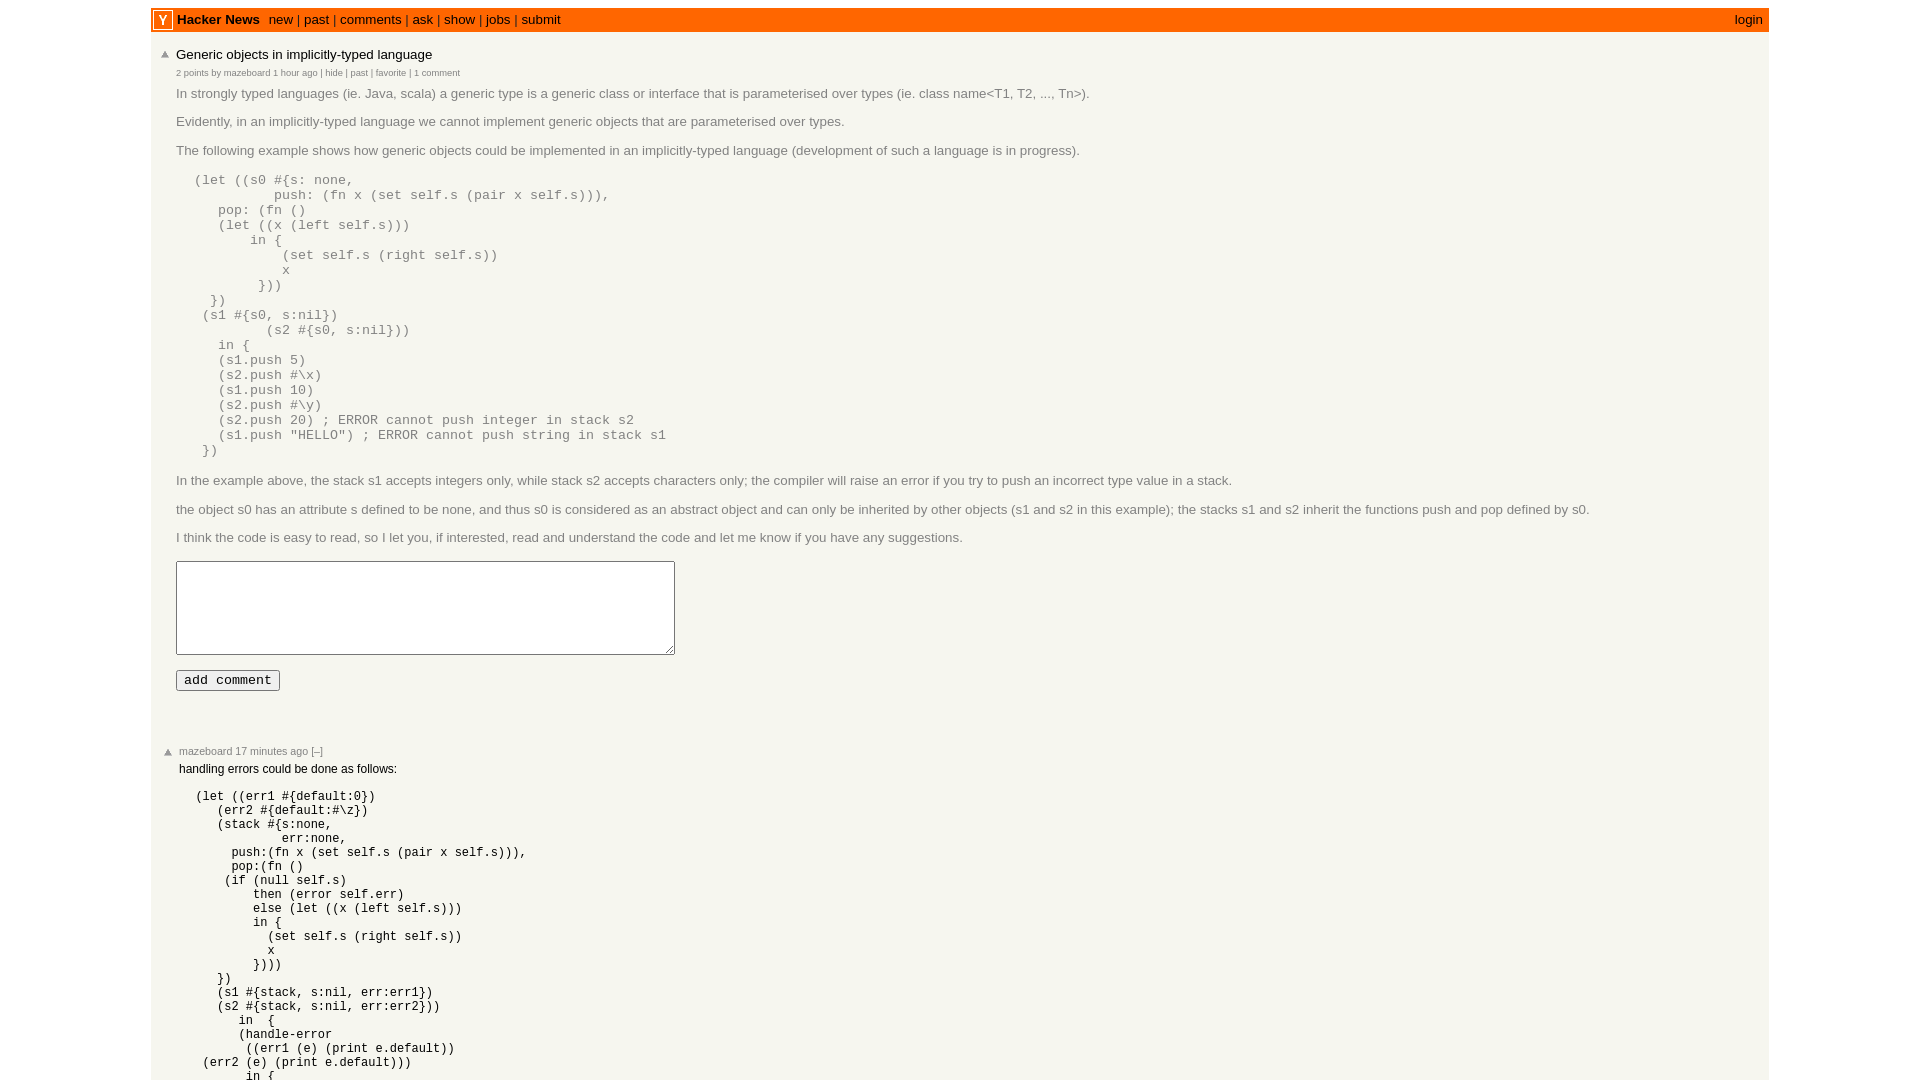 Y Hacker News new | past | comments | ask | show | jobs | submit login
Generic objects in implicitly-typed language
2 points by mazeboard 1 hour ago | hide | past | favorite | 1 comment
In strongly typed languages (ie. Java, scala) a generic type is a generic class or interface that is parameterised over types (ie. class name<T1, T2, ..., Tn>).
Evidently, in an implicitly-typed language we cannot implement generic objects that are parameterised over types.
The following example shows how generic objects could be implemented in an implicitly-typed language (development of such a language is in progress).
(let ((s0 #{s: none,
push: (fn x (set self.s (pair x self.s))),
pop: (fn ()
(let ((x (left self.s)))
in {
(set self.s (right self.s))
x
}))
})
(s1 #{s0, s:nil})
(s2 #{s0, s:nil}))
in {
(s1.push 5)
(s2.push #\x)
(s1.push 10)
(s2.push #\y)
(s2.push 20) ; ERROR cannot push integer in stack s2
(s1.push "HELLO") ; ERROR cannot push string in stack s1
})
In the example above, the stack s1 accepts integers only, while stack s2 accepts characters only; the compiler will raise an error if you try to push an incorrect type value in a stack.
the object s0 has an attribute s defined to be none, and thus s0 is considered as an abstract object and can only be inherited by other objects (s1 and s2 in this example); the stacks s1 and s2 inherit the functions push and pop defined by s0.
I think the code is easy to read, so I let you, if interested, read and understand the code and let me know if you have any suggestions.
add comment
mazeboard 17 minutes ago [–]
handling errors could be done as follows:
(let ((err1 #{default:0})
(err2 #{default:#\z})
(stack #{s:none,
err:none,
push:(fn x (set self.s (pair x self.s))),
pop:(fn ()
(if (null self.s)
then (error self.err)
else (let ((x (left self.s)))
in {
(set self.s (right self.s))
x
})))
})
(s1 #{stack, s:nil, err:err1})
(s2 #{stack, s:nil, err:err2}))
in  {
(handle-error
((err1 (e) (print e.default))
(err2 (e) (print e.default)))
in {